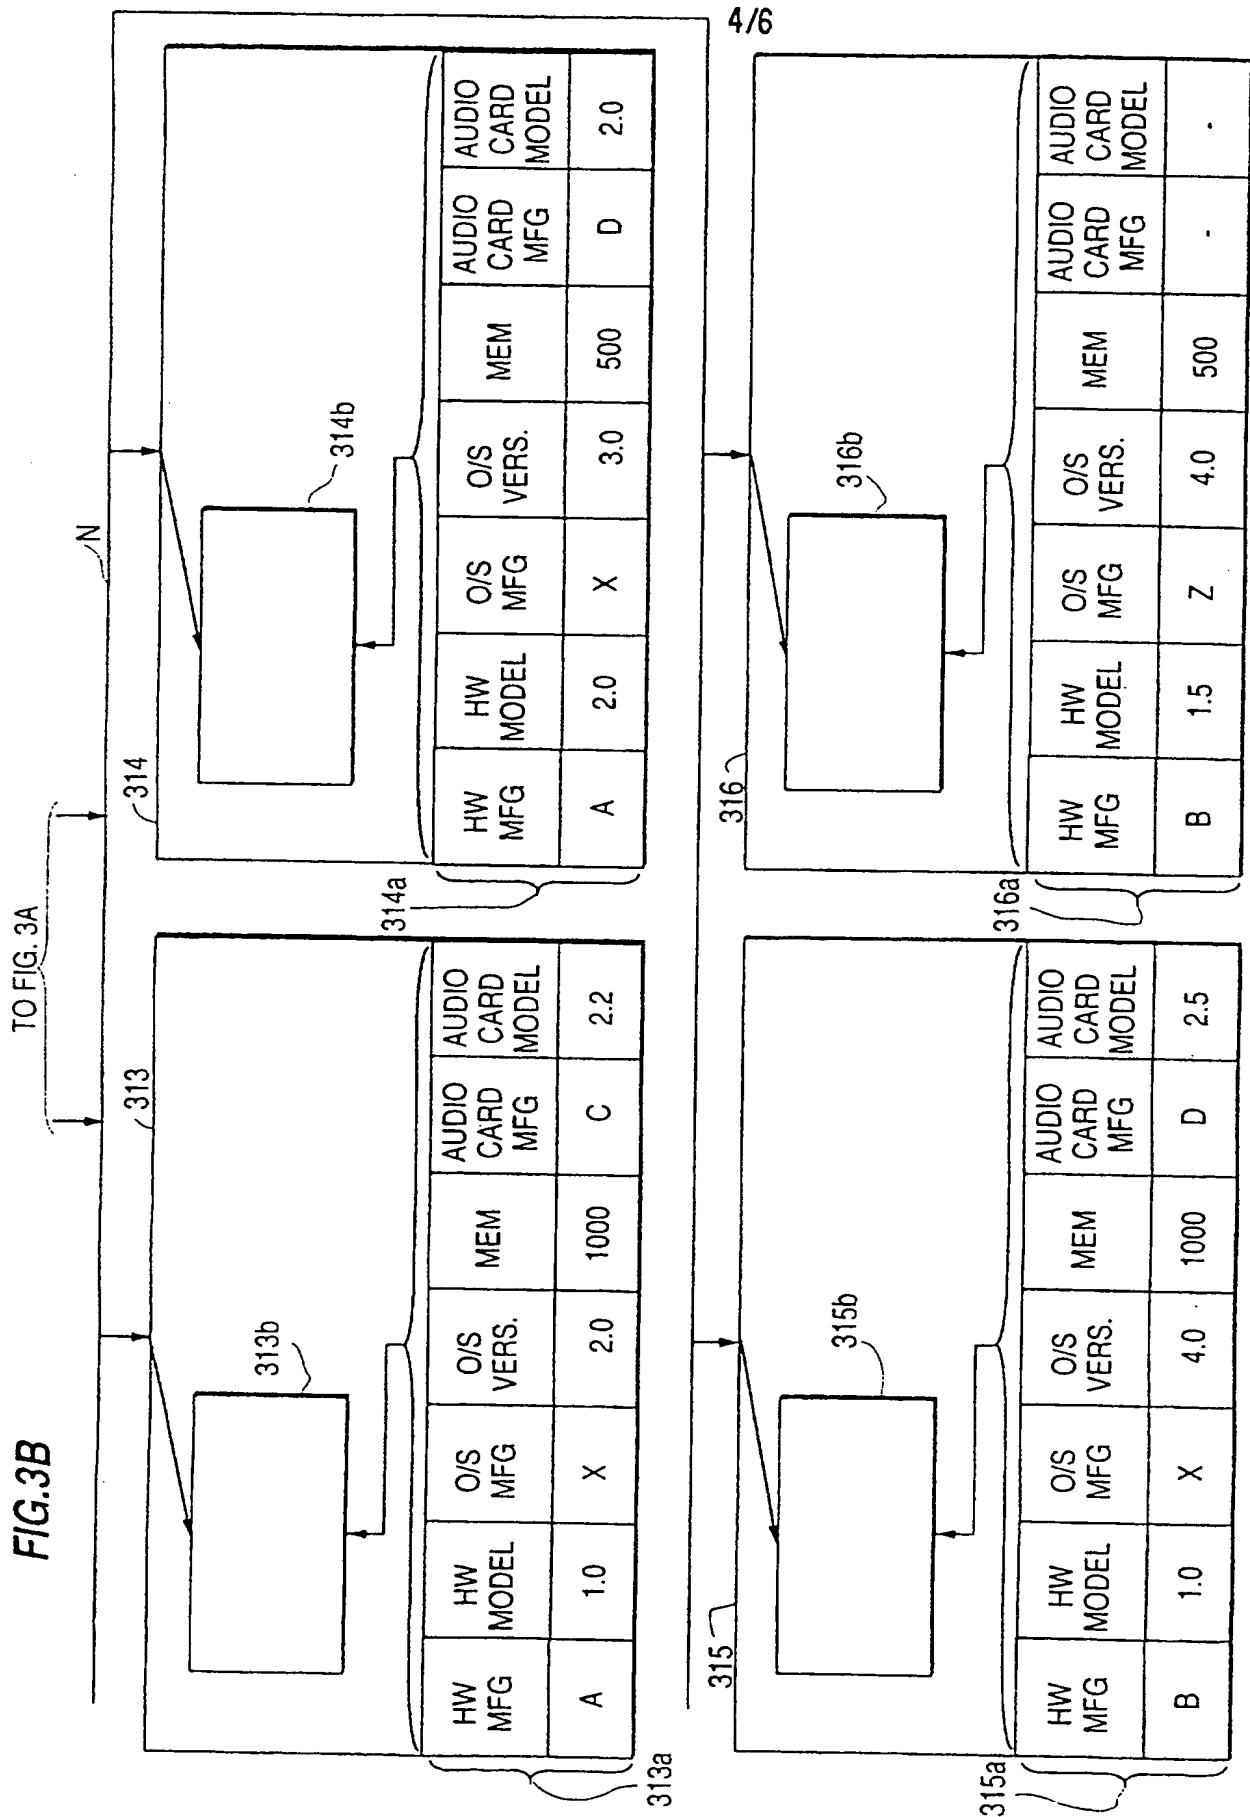 4/6
FIG.3B
TO FIG. 3A
N
313
313b
HW MFG | HW MODEL | O/S MFG | O/S VERS. | MEM | AUDIO CARD MFG | AUDIO CARD MODEL
A | 1.0 | X | 2.0 | 1000 | C | 2.2
313a
314
314b
HW MFG | HW MODEL | O/S MFG | O/S VERS. | MEM | AUDIO CARD MFG | AUDIO CARD MODEL
A | 2.0 | X | 3.0 | 500 | D | 2.0
314a
315
315b
HW MFG | HW MODEL | O/S MFG | O/S VERS. | MEM | AUDIO CARD MFG | AUDIO CARD MODEL
B | 1.0 | X | 4.0 | 1000 | D | 2.5
315a
316
316b
HW MFG | HW MODEL | O/S MFG | O/S VERS. | MEM | AUDIO CARD MFG | AUDIO CARD MODEL
B | 1.5 | Z | 4.0 | 500 | - | -
316a